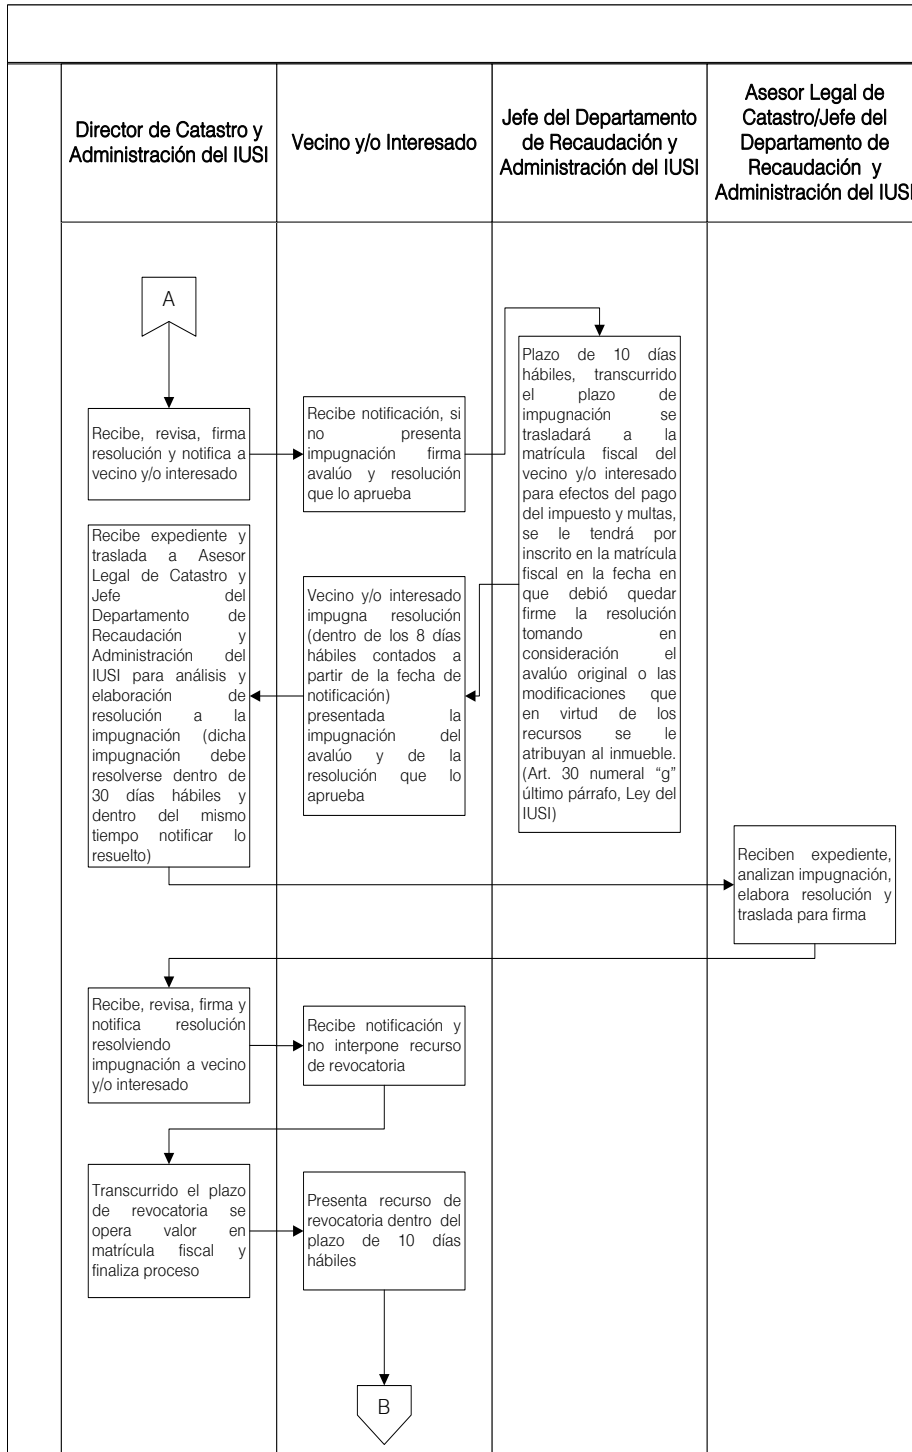 Director de Catastro y
Administración del IUSI
Vecino y/o Interesado
Jefe del Departamento
de Recaudación y
Administración del IUSI
Asesor Legal de
Catastro/Jefe del
Departamento de
Recaudación y
Administración del IUSI
A
Recibe, revisa, firma
resolución y notifica a
vecino y/o interesado
Recibe notificación, si
no presenta
impugnación firma
avalúo y resolución
que lo aprueba
Plazo de 10 días
hábiles, transcurrido
el plazo de
impugnación se
trasladará a la
matrícula fiscal del
vecino y/o interesado
para efectos del pago
del impuesto y multas,
se le tendrá por
inscrito en la matrícula
fiscal en la fecha en
que debió quedar
firme la resolución
tomando en
consideración el
avalúo original o las
modificaciones que
en virtud de los
recursos se le
atribuyan al inmueble.
(Art. 30 numeral “g”
último párrafo, Ley del
IUSI)
Vecino y/o interesado
impugna resolución
(dentro de los 8 días
hábiles contados a
partir de la fecha de
notificación)
presentada la
impugnación del
avalúo y de la
resolución que lo
aprueba
Recibe expediente y
traslada a Asesor
Legal de Catastro y
Jefe del
Departamento de
Recaudación y
Administración del
IUSI para análisis y
elaboración de
resolución a la
impugnación (dicha
impugnación debe
resolverse dentro de
30 días hábiles y
dentro del mismo
tiempo notificar lo
resuelto)
Reciben expediente,
analizan impugnación,
elabora resolución y
traslada para firma
Recibe, revisa, firma y
notifica resolución
resolviendo
impugnación a vecino
y/o interesado
Recibe notificación y
no interpone recurso
de revocatoria
Transcurrido el plazo
de revocatoria se
opera valor en
matrícula fiscal y
finaliza proceso
Presenta recurso de
revocatoria dentro del
plazo de 10 días
hábiles
B